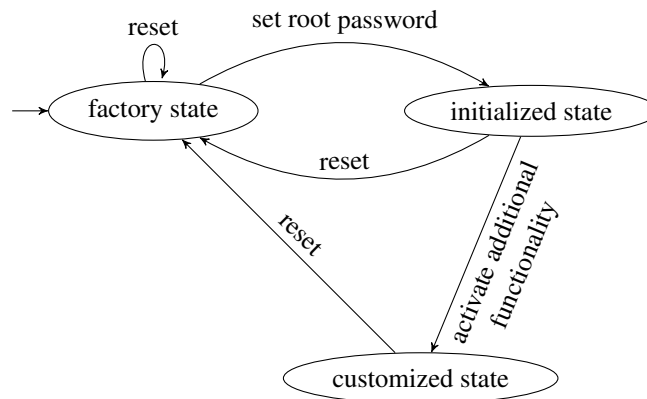 reset
set root password
factory state
initialized state
reset
reset
activate additional
functionality
customized state